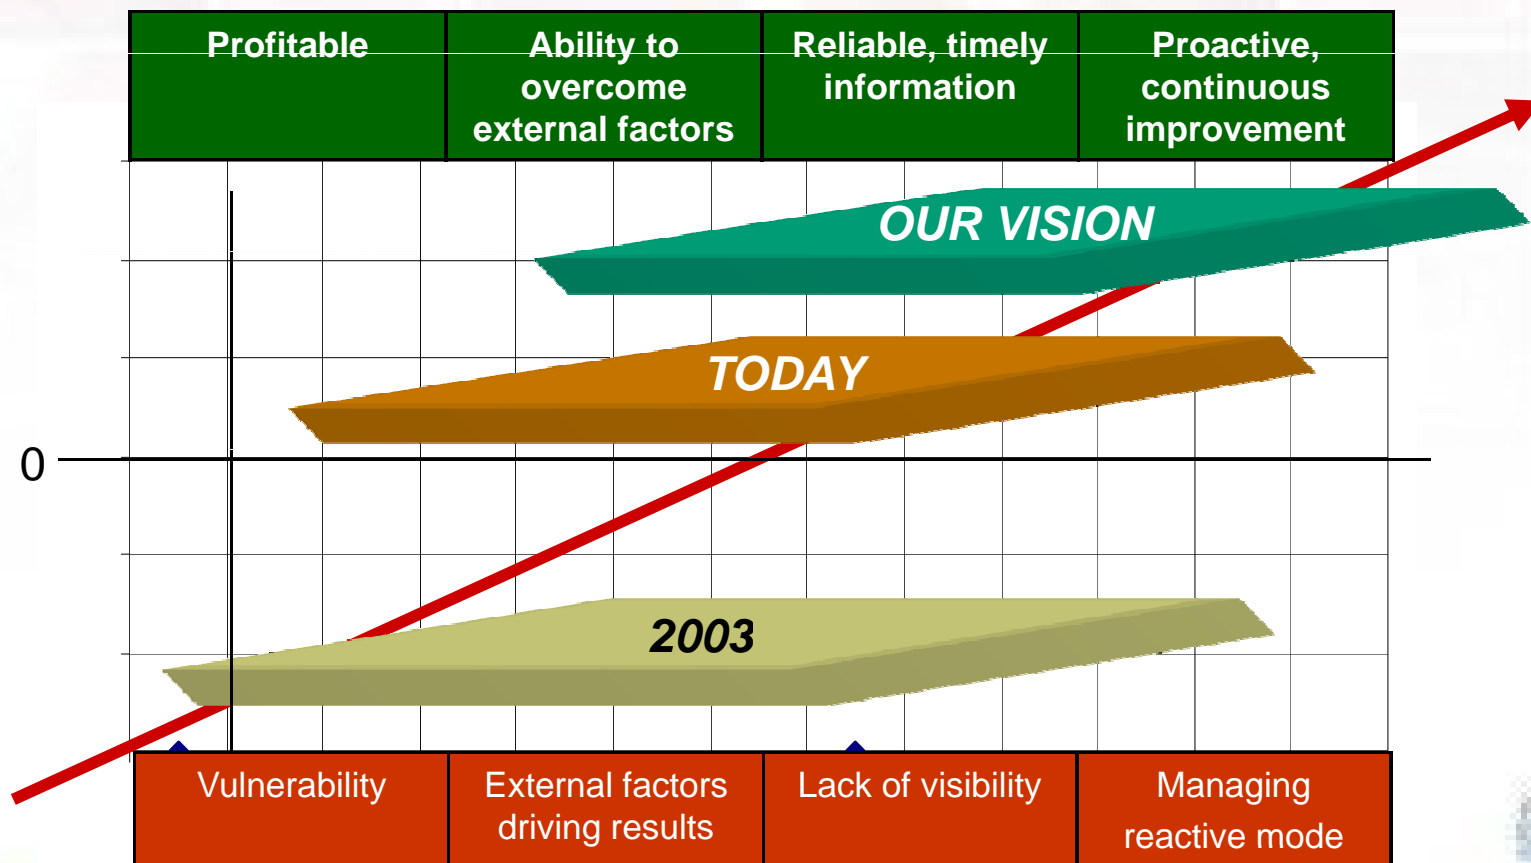 Profitable
Ability to
overcome
external factors
Reliable, timely
information
Proactive,
continuous
improvement
OUR VISION
TODAY
0
2003
Vulnerability
External factors
driving results
Lack of visibility
Managing
reactive mode